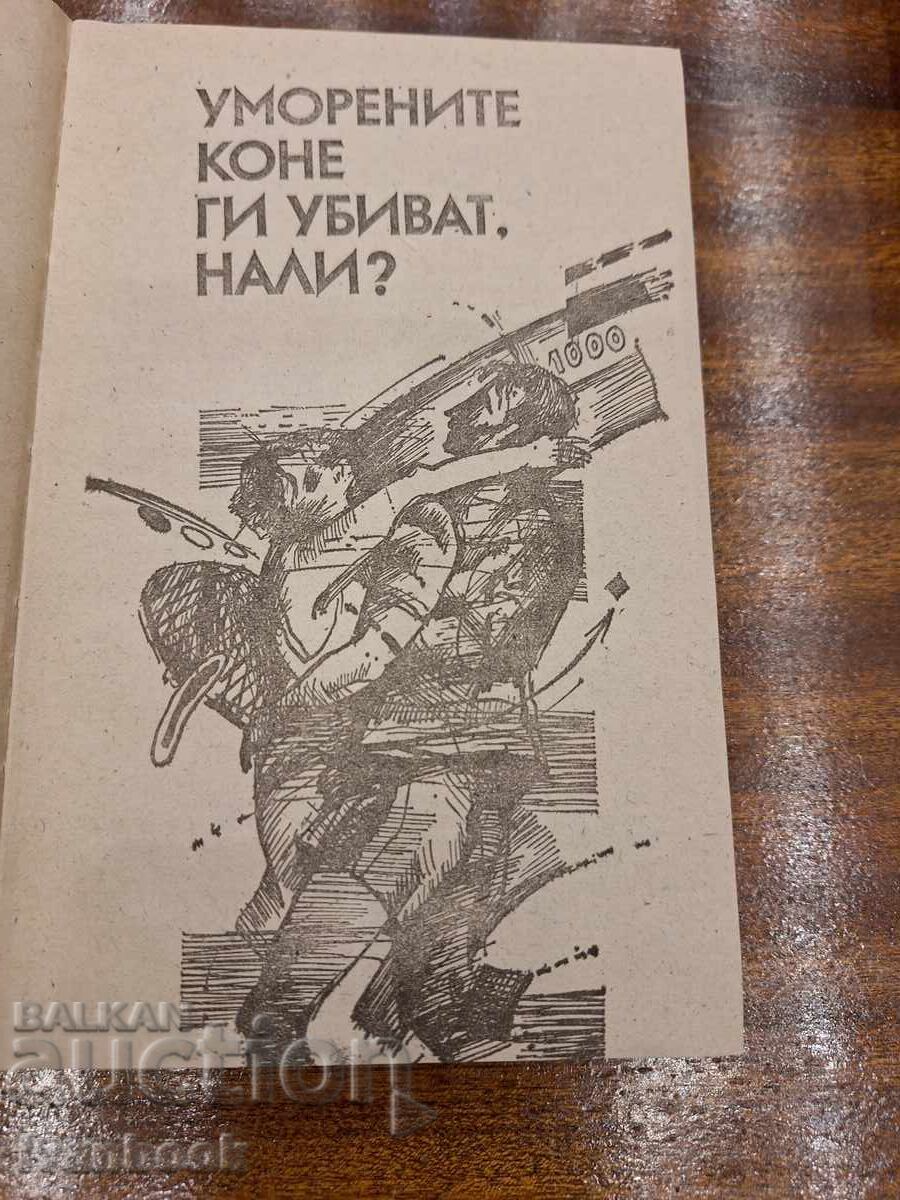 УМОРЕНИТЕ
КОНЕ
ГИ УБИВАТ,
НАЛИ?
1000
BALKAN
auction